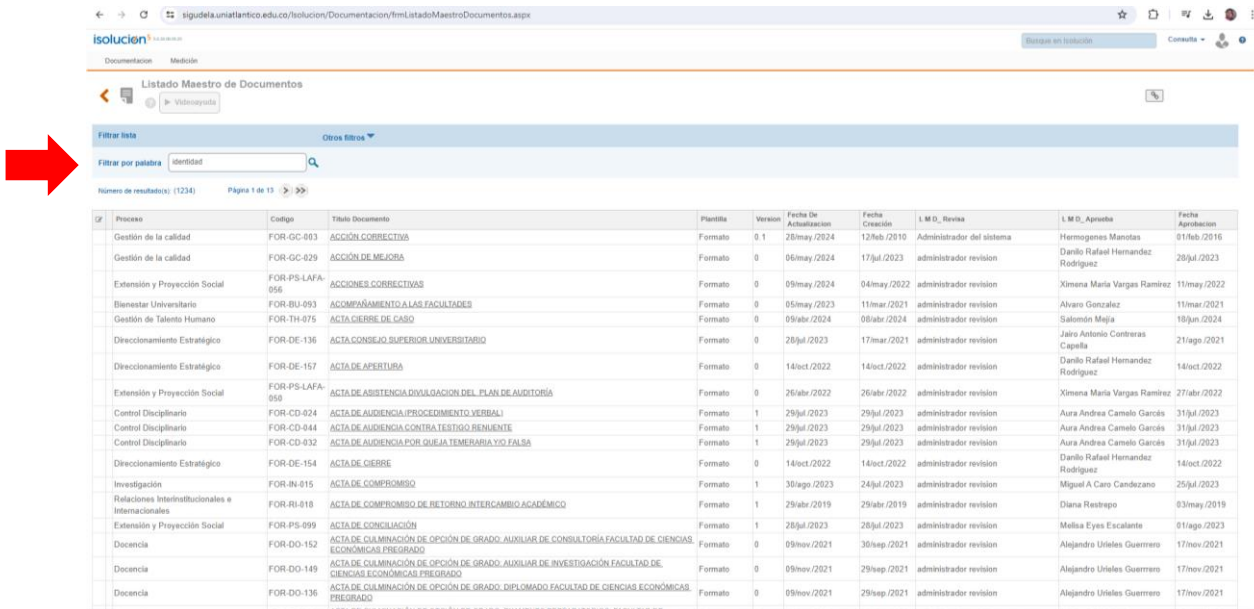 sigudela.uniatlantico.edu.co/Isolucion/Documentacion/frmListadoMaestroDocumentos.aspx
isolución
Busque en Isolución
Consulta
Documentacion Medición
Listado Maestro de Documentos
Videoayuda
Filtrar lista Otros filtros
Filtrar por palabra identidad
Número de resultado(s) (1234) Página 1 de 13 > >>
Proceso Codigo Titulo Documento Plantilla Version Fecha De Actualizacion Fecha Creación L M D_ Revisa L M D_ Aprueba Fecha Aprobacion
Gestión de la calidad FOR-GC-003 ACCIÓN CORRECTIVA Formato 0.1 28/may./2024 12/feb./2010 Administrador del sistema Hermogenes Manotas 01/feb./2016
Gestión de la calidad FOR-GC-029 ACCIÓN DE MEJORA Formato 0 06/may./2024 17/jul./2023 administrador revision Danilo Rafael Hernandez Rodriguez 28/jul./2023
Extensión y Proyección Social FOR-PS-LAFA-056 ACCIONES CORRECTIVAS Formato 0 09/may./2024 04/may./2022 administrador revision Ximena Maria Vargas Ramirez 11/may./2022
Bienestar Universitario FOR-BU-093 ACOMPAÑAMIENTO A LAS FACULTADES Formato 0 05/may./2023 11/mar./2021 administrador revision Alvaro Gonzalez 11/mar./2021
Gestión de Talento Humano FOR-TH-075 ACTA CIERRE DE CASO Formato 0 09/abr./2024 08/abr./2024 administrador revision Salomón Mejía 18/jun./2024
Direccionamiento Estratégico FOR-DE-136 ACTA CONSEJO SUPERIOR UNIVERSITARIO Formato 0 28/jul./2023 17/mar./2021 administrador revision Jairo Antonio Contreras Capella 21/ago./2021
Direccionamiento Estratégico FOR-DE-157 ACTA DE APERTURA Formato 0 14/oct./2022 14/oct./2022 administrador revision Danilo Rafael Hernandez Rodriguez 14/oct./2022
Extensión y Proyección Social FOR-PS-LAFA-050 ACTA DE ASISTENCIA DIVULGACION DEL PLAN DE AUDITORÍA Formato 0 26/abr./2022 26/abr./2022 administrador revision Ximena Maria Vargas Ramirez 27/abr./2022
Control Disciplinario FOR-CD-024 ACTA DE AUDIENCIA (PROCEDIMIENTO VERBAL) Formato 1 29/jul./2023 29/jul./2023 administrador revision Aura Andrea Camelo Garcés 31/jul./2023
Control Disciplinario FOR-CD-044 ACTA DE AUDIENCIA CONTRA TESTIGO RENUENTE Formato 1 29/jul./2023 29/jul./2023 administrador revision Aura Andrea Camelo Garcés 31/jul./2023
Control Disciplinario FOR-CD-032 ACTA DE AUDIENCIA POR QUEJA TEMERARIA Y/O FALSA Formato 1 29/jul./2023 29/jul./2023 administrador revision Aura Andrea Camelo Garcés 31/jul./2023
Direccionamiento Estratégico FOR-DE-154 ACTA DE CIERRE Formato 0 14/oct./2022 14/oct./2022 administrador revision Danilo Rafael Hernandez Rodriguez 14/oct./2022
Investigación FOR-IN-015 ACTA DE COMPROMISO Formato 1 30/ago./2023 24/jul./2023 administrador revision Miguel A Caro Candezano 25/jul./2023
Relaciones Interinstitucionales e Internacionales FOR-RI-018 ACTA DE COMPROMISO DE RETORNO INTERCAMBIO ACADÉMICO Formato 1 29/abr./2019 29/abr./2019 administrador revision Diana Restrepo 03/may./2019
Extensión y Proyección Social FOR-PS-099 ACTA DE CONCILIACIÓN Formato 1 28/jul./2023 28/jul./2023 administrador revision Melisa Eyes Escalante 01/ago./2023
Docencia FOR-DO-152 ACTA DE CULMINACIÓN DE OPCIÓN DE GRADO: AUXILIAR DE CONSULTORÍA FACULTAD DE CIENCIAS ECONÓMICAS PREGRADO Formato 0 09/nov./2021 30/sep./2021 administrador revision Alejandro Urieles Guerrrero 17/nov./2021
Docencia FOR-DO-149 ACTA DE CULMINACIÓN DE OPCIÓN DE GRADO: AUXILIAR DE INVESTIGACIÓN FACULTAD DE CIENCIAS ECONÓMICAS PREGRADO Formato 0 09/nov./2021 29/sep./2021 administrador revision Alejandro Urieles Guerrrero 17/nov./2021
Docencia FOR-DO-136 ACTA DE CULMINACIÓN DE OPCIÓN DE GRADO: DIPLOMADO FACULTAD DE CIENCIAS ECONÓMICAS PREGRADO Formato 0 09/nov./2021 29/sep./2021 administrador revision Alejandro Urieles Guerrrero 17/nov./2021